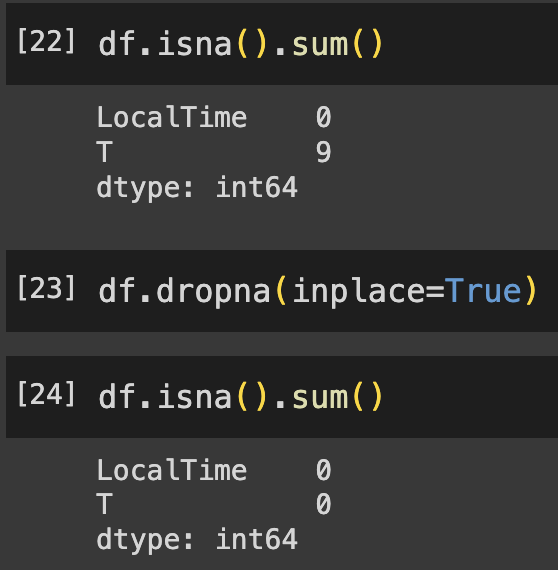 [22] df.isna().sum()
LocalTime 0
T 9
dtype: int64
[23] df.dropna(inplace=True)
[24] df.isna().sum()
LocalTime 0
T 0
dtype: int64